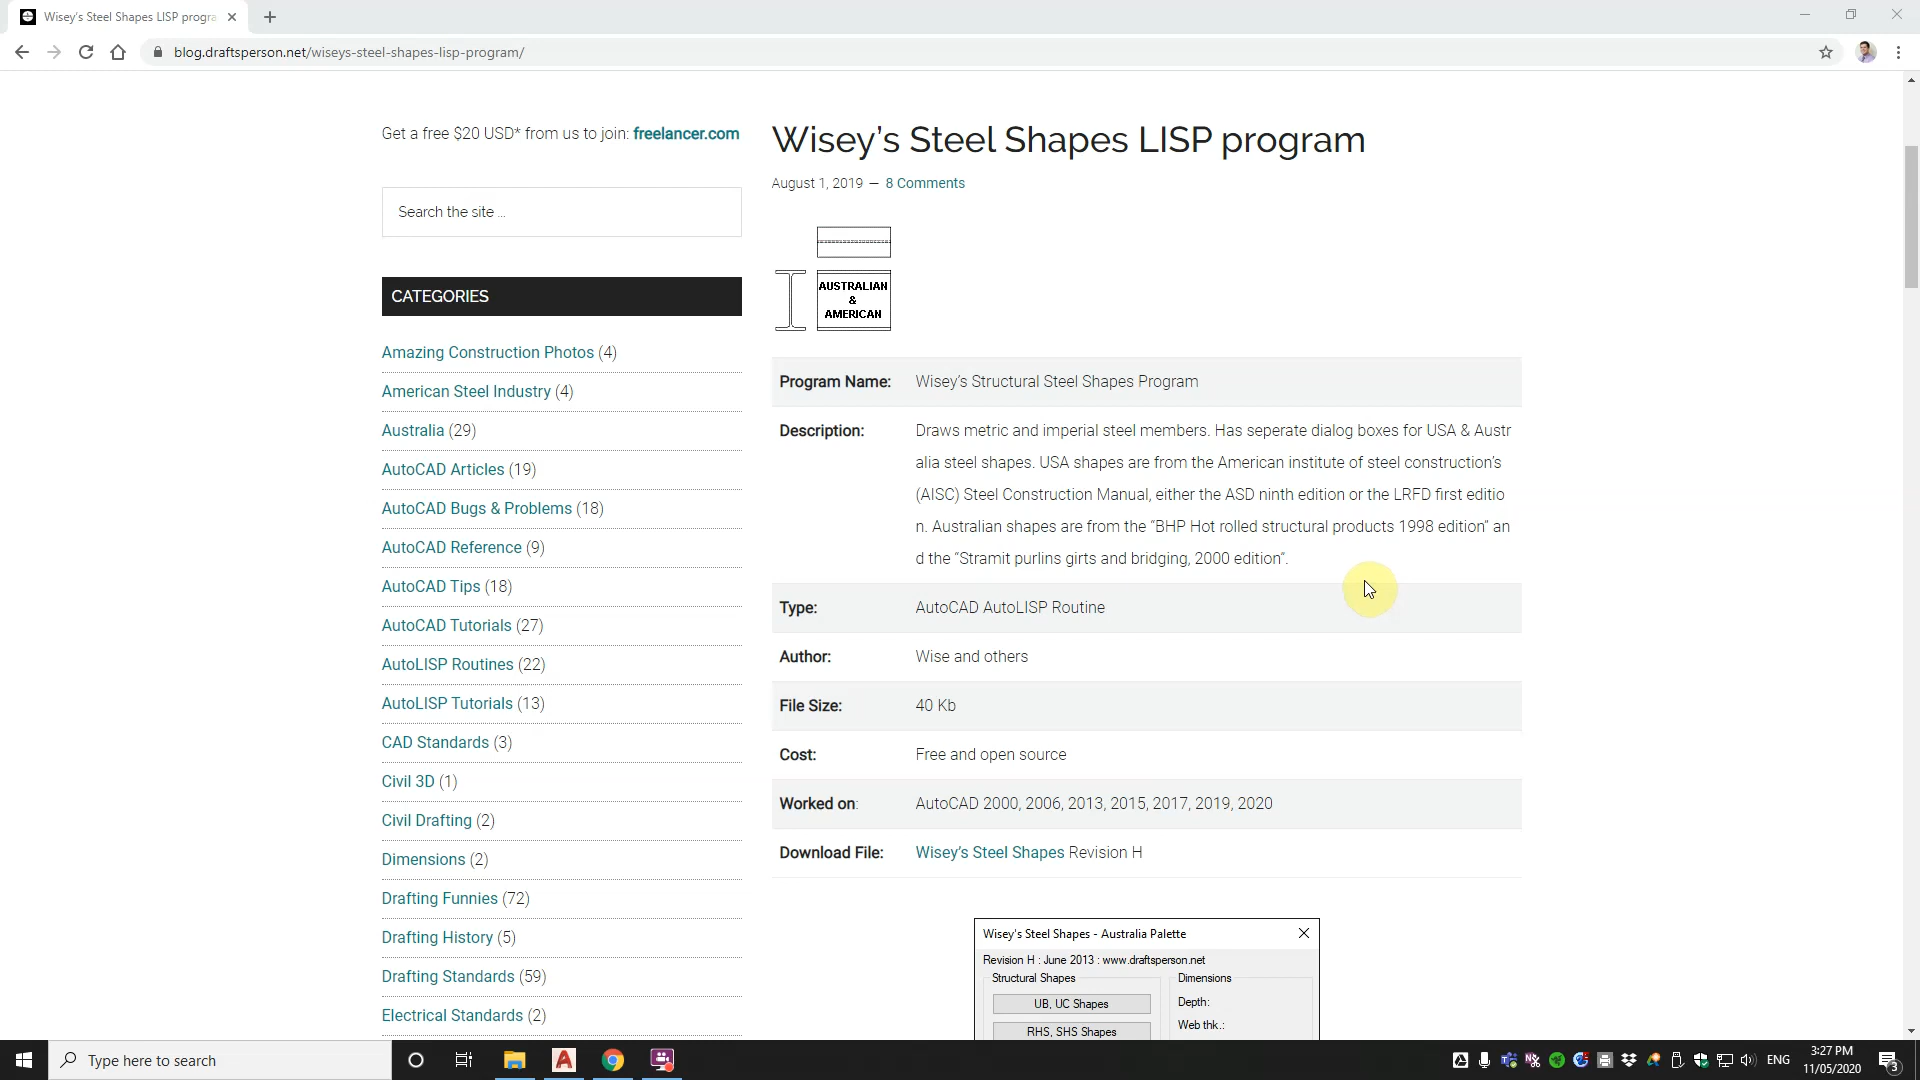 Wisey's Steel Shapes LISP progra
blog.draftsperson.net/wiseys-steel-shapes-lisp-program/
Get a free $20 USD* from us to join: freelancer.com
Search the site ...
CATEGORIES
Amazing Construction Photos (4)
American Steel Industry (4)
Australia (29)
AutoCAD Articles (19)
AutoCAD Bugs & Problems (18)
AutoCAD Reference (9)
AutoCAD Tips (18)
AutoCAD Tutorials (27)
AutoLISP Routines (22)
AutoLISP Tutorials (13)
CAD Standards (3)
Civil 3D (1)
Civil Drafting (2)
Dimensions (2)
Drafting Funnies (72)
Drafting History (5)
Drafting Standards (59)
Electrical Standards (2)
Wisey's Steel Shapes LISP program
August 1, 2019 — 8 Comments
AUSTRALIAN
&
AMERICAN
Program Name: Wisey's Structural Steel Shapes Program
Description: Draws metric and imperial steel members. Has seperate dialog boxes for USA & Austr
alia steel shapes. USA shapes are from the American institute of steel construction's
(AISC) Steel Construction Manual, either the ASD ninth edition or the LRFD first editio
n. Australian shapes are from the "BHP Hot rolled structural products 1998 edition" an
d the "Stramit purlins girts and bridging, 2000 edition".
Type: AutoCAD AutoLISP Routine
Author: Wise and others
File Size: 40 Kb
Cost: Free and open source
Worked on: AutoCAD 2000, 2006, 2013, 2015, 2017, 2019, 2020
Download File: Wisey's Steel Shapes Revision H
Wisey's Steel Shapes - Australia Palette
Revision H : June 2013 : www.draftsperson.net
Structural Shapes
UB, UC Shapes
RHS, SHS Shapes
Dimensions
Depth:
Web thk.:
Type here to search
ENG
3:27 PM
11/05/2020
3